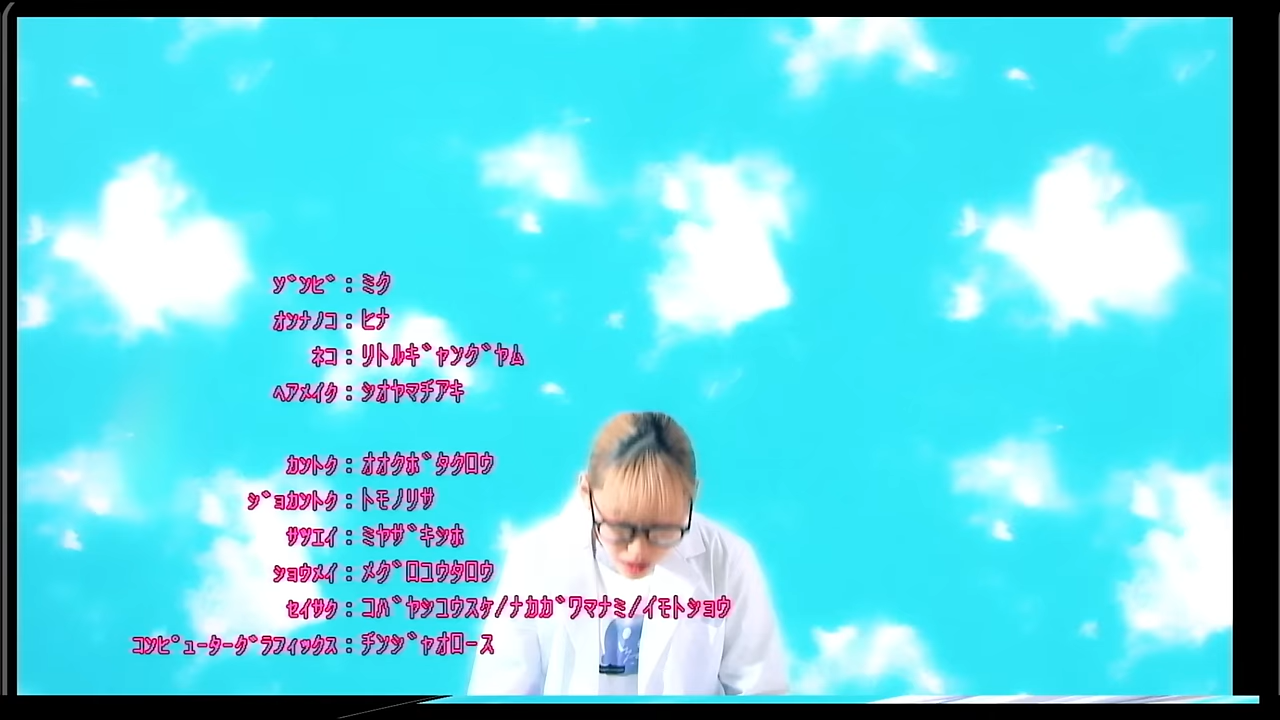 ｿﾞﾝﾋﾞ：ﾐｸ
ｵﾝﾅﾉｺ：ﾋﾅ
ﾈｺ：ﾘﾄﾙｷﾞｬﾝｸﾞﾔﾑ
ﾍｱﾒｲｸ：ｼｵﾔﾏﾁｱｷ
ｶﾝﾄｸ：ｵｵｸﾎﾞﾀｸﾛｳ
ｼﾞｮｶﾝﾄｸ：ﾄﾓﾉﾘｻ
ｻﾂｴｲ：ﾐﾔｻﾞｷｼﾎ
ｼｮｳﾒｲ：ﾒｸﾞﾛﾕｳﾀﾛｳ
ｾｲｻｸ：ｺﾊﾞﾔｼｺｳｽｹ/ﾅｶｶﾞﾜﾏﾅﾐ/ｲﾓﾄｼｮｳ
ｺﾝﾋﾟｭｰﾀｰｸﾞﾗﾌｨｯｸｽ：ﾁﾝｼﾞｬｵﾛｰｽ